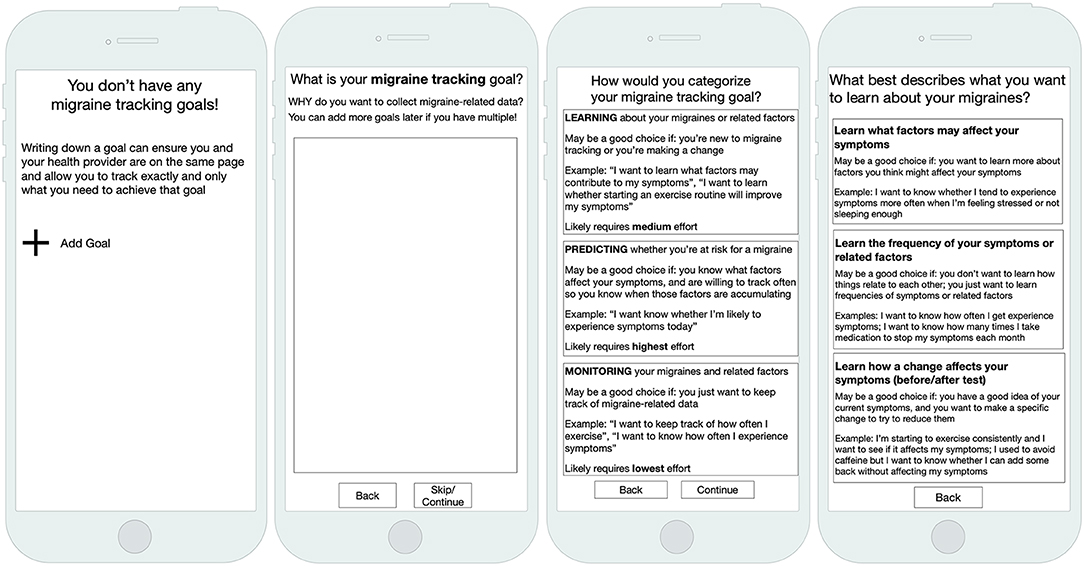 You don't have any
migraine tracking goals!
Writing down a goal can ensure you and
your health provider are on the same page
and allow you to track exactly and only
what you need to achieve that goal
Add Goal
What is your migraine tracking goal?
WHY do you want to collect migraine-related data?
You can add more goals later if you have multiple!
Back
Skip/
Continue
How would you categorize
your migraine tracking goal?
LEARNING about your migraines or related factors
May be a good choice if: you're new to migraine
tracking or you're making a change
Example: "I want to learn what factors may
contribute to my symptoms", "I want to learn
whether starting an exercise routine will improve
my symptoms"
Likely requires medium effort
PREDICTING whether you're at risk for a migraine
May be a good choice if: you know what factors
affect your symptoms, and are willing to track often
so you know when those factors are accumulating
Example: "I want know whether I'm likely to
experience symptoms today"
Likely requires highest effort
MONITORING your migraines and related factors
May be a good choice if: you just want to keep
track of migraine-related data
Example: "I want to keep track of how often I
exercise", "I want to know how often I experience
symptoms"
Likely requires lowest effort
Back
Continue
What best describes what you want
to learn about your migraines?
Learn what factors may affect your
symptoms
May be a good choice if: you want to learn more about
factors you think might affect your symptoms
Example: I want to know whether I tend to experience
symptoms more often when I'm feeling stressed or not
sleeping enough
Learn the frequency of your symptoms or
related factors
May be a good choice if: you don't want to learn how
things relate to each other; you just want to learn
frequencies of symptoms or related factors
Examples: I want to know how often I get experience
symptoms; I want to know how many times I take
medication to stop my symptoms each month
Learn how a change affects your
symptoms (before/after test)
May be a good choice if: you have a good idea of your
current symptoms, and you want to make a specific
change to try to reduce them
Example: I'm starting to exercise consistently and I
want to see if it affects my symptoms; I used to avoid
caffeine but I want to know whether I can add some
back without affecting my symptoms
Back